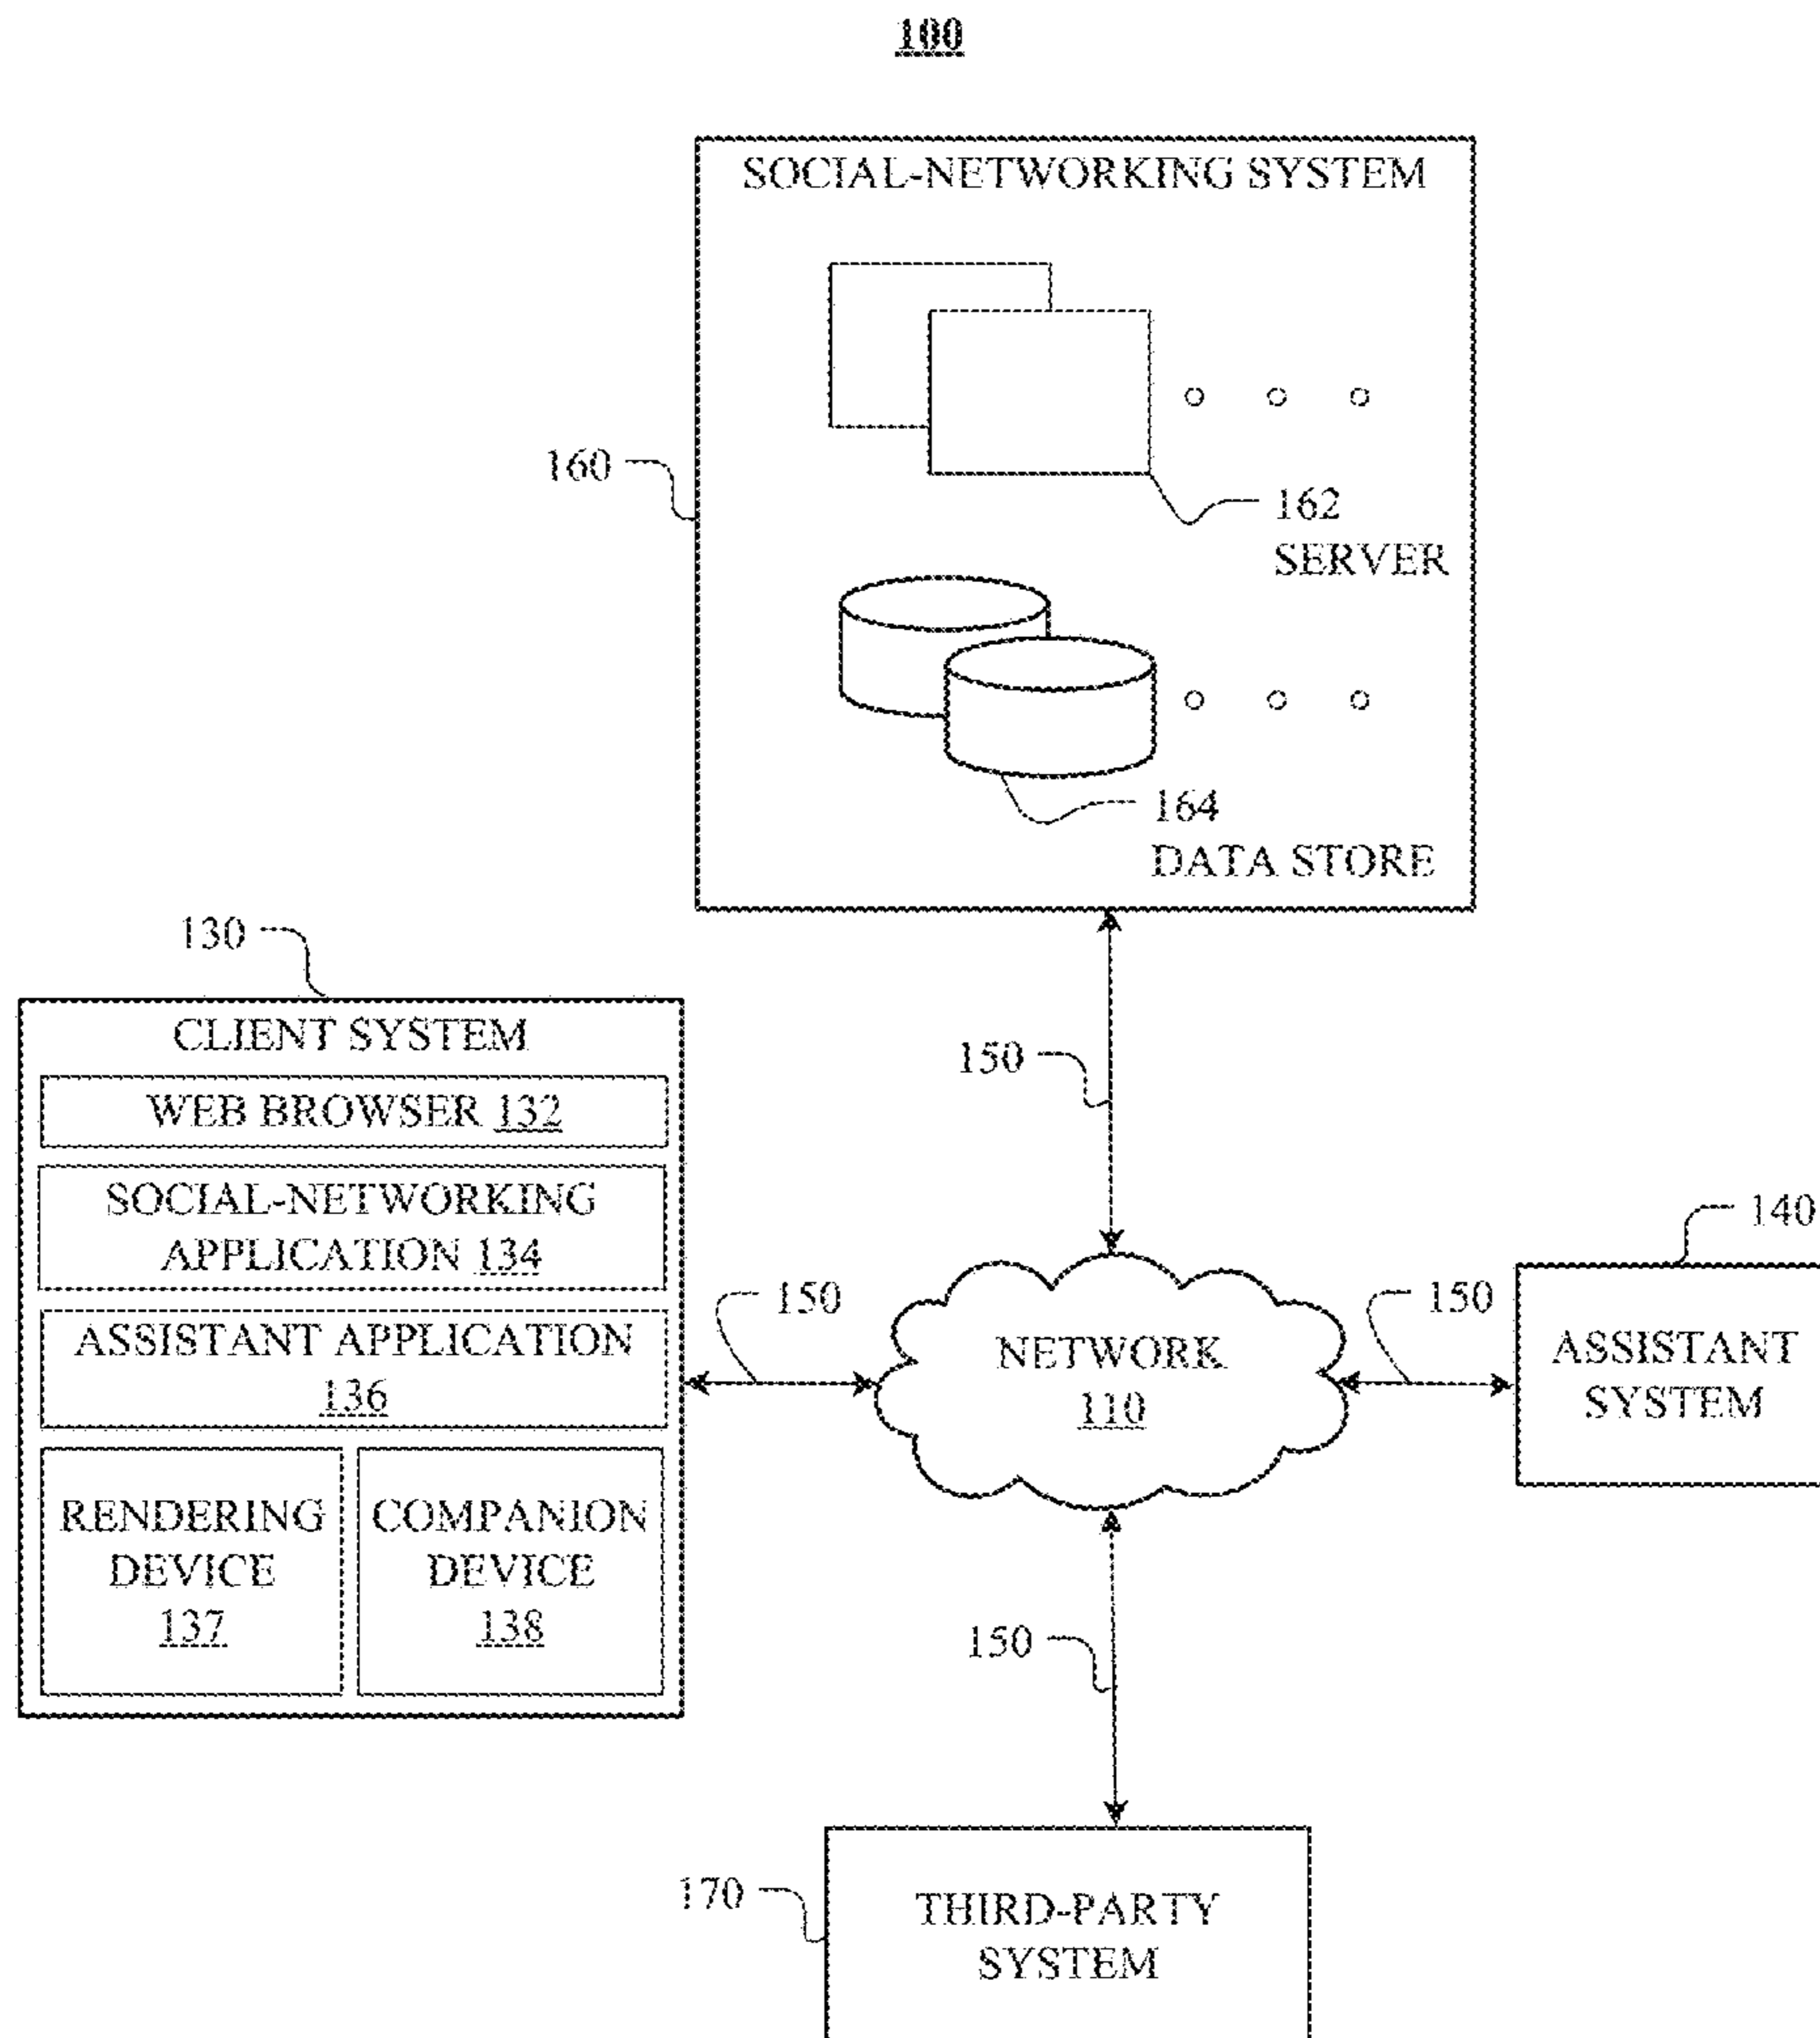 100
SOCIAL-NETWORKING SYSTEM
160
162
SERVER
164
DATA STORE
130
CLIENT SYSTEM
WEB BROWSER 132
SOCIAL-NETWORKING
APPLICATION 134
ASSISTANT APPLICATION
136
RENDERING
DEVICE
137
COMPANION
DEVICE
138
150
150
NETWORK
110
150
140
ASSISTANT
SYSTEM
150
170
THIRD-PARTY
SYSTEM